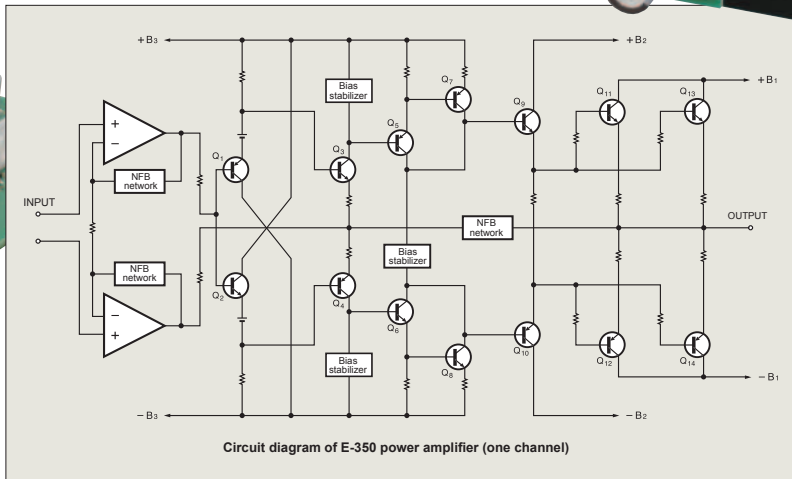 + B3
+ B2
Q7
Bias
stabilizer
+ B1
Q9
Q11
Q13
+
−
Q5
Q1
Q3
NFB
network
INPUT
NFB
network
OUTPUT
Bias
stabilizer
NFB
network
Q2
Q4
−
+
Q6
Q10
Q12
Q14
Bias
stabilizer
Q8
− B1
− B3
− B2
Circuit diagram of E-350 power amplifier (one channel)